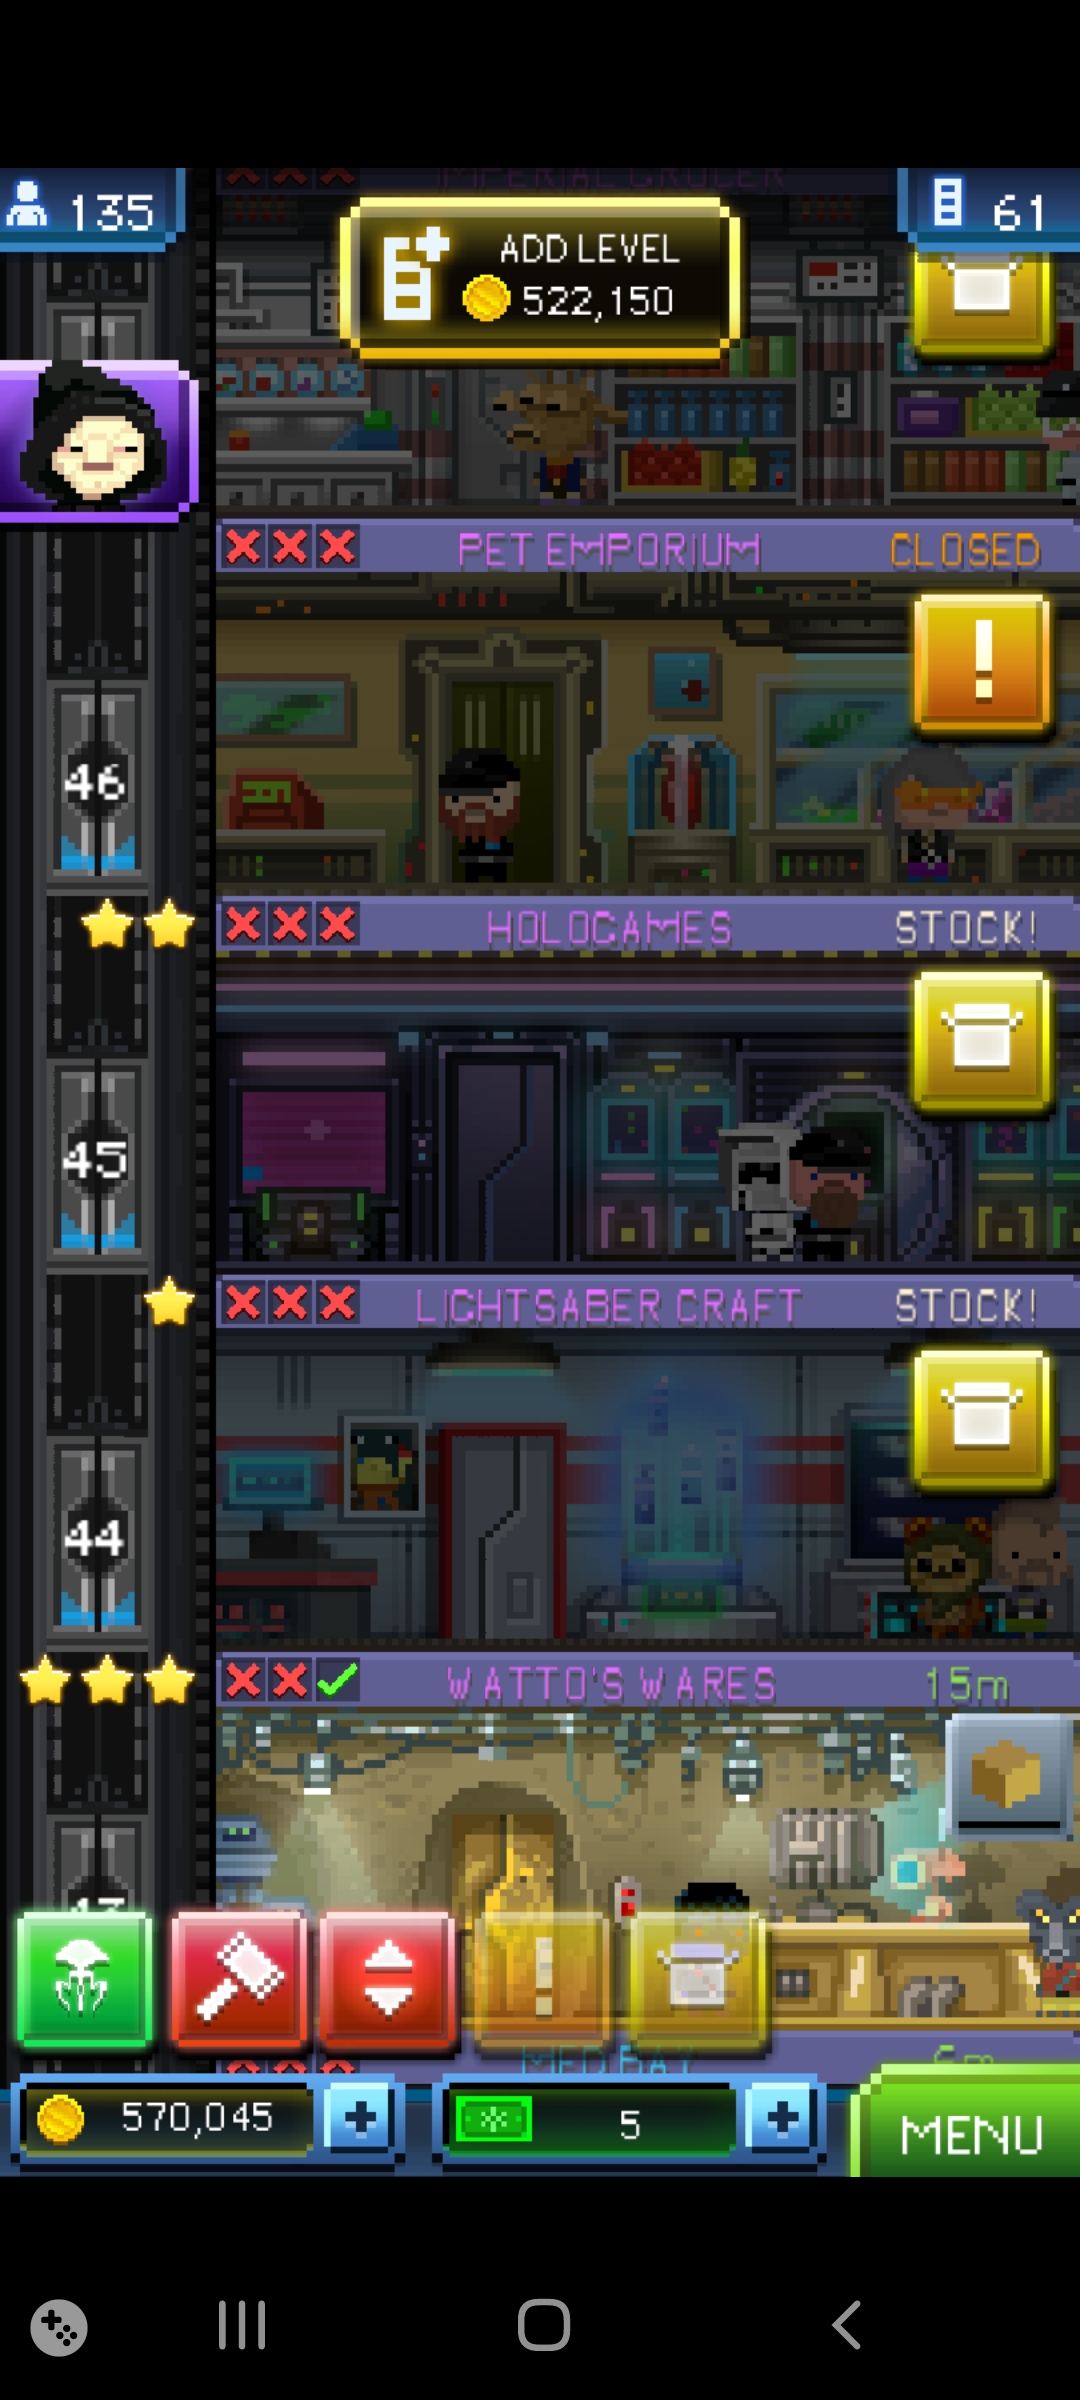 IMPERIAL GROCER
135
ADD LEVEL
522,150
61
PET EMPORIUM
CLOSED
46
HOLOGAMES
STOCK!
45
LIGHTSABER CRAFT
STOCK!
44
WATTO'S WARES
15m
43
MED BAY
6m
570,045
5
MENU